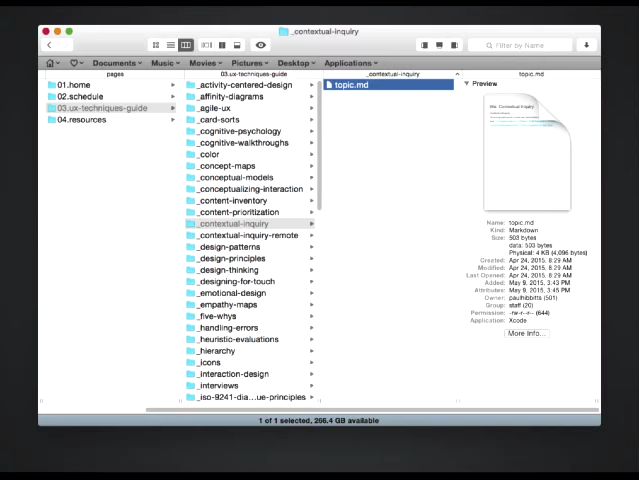 _contextual-inquiry
Filter by Name
Documents
Music
Movies
Pictures
Desktop
Applications
pages
03.ux-techniques-guide
_contextual-inquiry
topic.md
01.home
02.schedule
03.ux-techniques-guide
04.resources
_activity-centered-design
_affinity-diagrams
_agile-ux
_card-sorts
_cognitive-psychology
_cognitive-walkthroughs
_color
_concept-maps
_conceptual-models
_conceptualizing-interaction
_content-inventory
_content-prioritization
_contextual-inquiry
_contextual-inquiry-remote
_design-patterns
_design-principles
_design-thinking
_designing-for-touch
_emotional-design
_empathy-maps
_five-whys
_handling-errors
_heuristic-evaluations
_hierarchy
_icons
_interaction-design
_interviews
_iso-9241-dia...ue-principles
topic.md
Preview
title: Contextual Inquiry
Name: topic.md
Kind: Markdown
Size: 503 bytes
data: 503 bytes
Physical: 4 KB (4,096 bytes)
Created: Apr 24, 2015, 8:29 AM
Modified: Apr 24, 2015, 8:29 AM
Last Opened: Apr 24, 2015, 8:29 AM
Added: May 9, 2015, 3:43 PM
Attributes: May 9, 2015, 3:45 PM
Owner: paulhibbitts (501)
Group: staff (20)
Permission: -rw-r--r-- (644)
Application: Xcode
More Info...
1 of 1 selected, 266.4 GB available